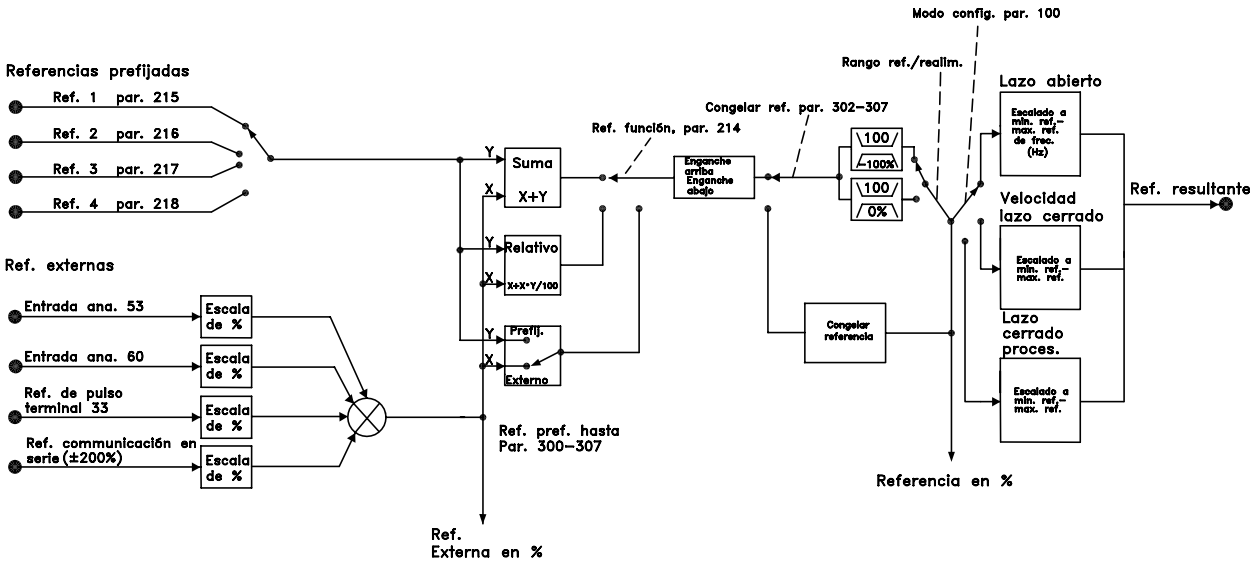 Modo config. par. 100
Rango ref./realim.
Referencias prefijadas
Ref. 1 par. 215
Ref. 2 par. 216
Ref. 3 par. 217
Ref. 4 par. 218
Congelar ref. par. 302-307
Ref. función, par. 214
Y
Suma
X
X+Y
Y
Relativo
X
X+X*Y/100
Y
Prefij.
X
Externo
Enganche
arriba
Enganche
abajo
100
-100%
100
0%
Lazo abierto
Escalado a
min. ref.-
max. ref.
de frec.
(Hz)
Ref. resultante
Velocidad
lazo cerrado
Escalado a
min. ref.-
max. ref.
Lazo
cerrado
proces.
Escalado a
min. ref.-
max. ref.
Congelar
referencia
Ref. externas
Entrada ana. 53
Escala
de %
Entrada ana. 60
Escala
de %
Ref. de pulso
terminal 33
Escala
de %
Ref. communicación en
serie (±200%)
Escala
de %
Ref. pref. hasta
Par. 300-307
Referencia en %
Ref.
Externa en %